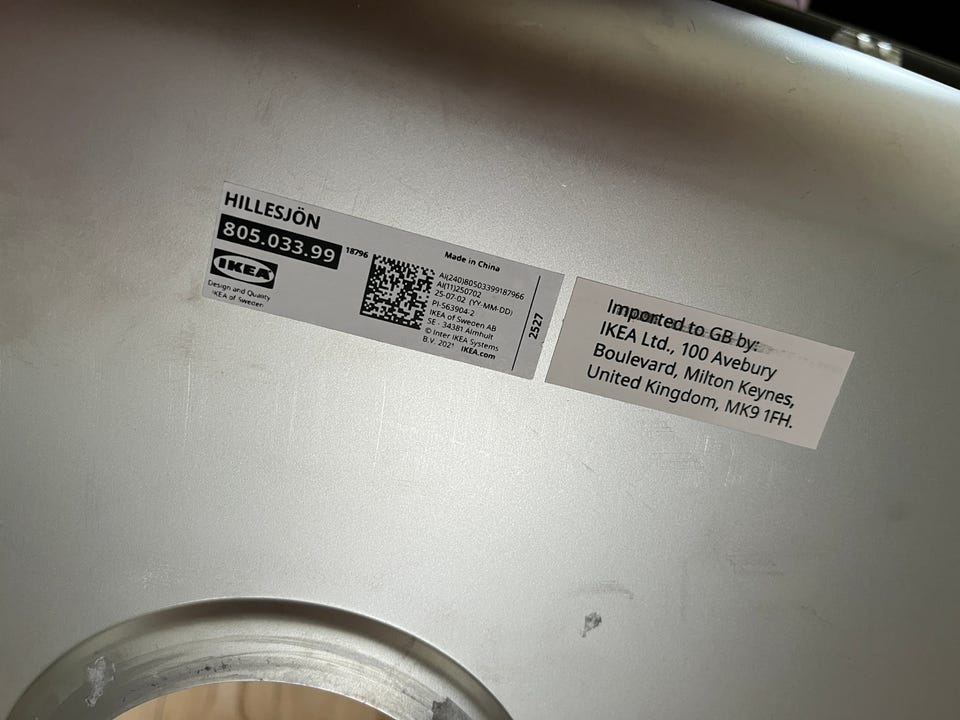 HILLESJÖN
805.033.99
18796
IKEA
Design and Quality
IKEA of Sweden
Made in China
AI(240)80503399187966
AI(11)250702
25-07-02 (YY-MM-DD)
PI-563904-2
IKEA of Sweden AB
SE - 34381 Älmhult
© Inter IKEA Systems
B.V. 2021 IKEA.com
2527
Imported to GB by:
IKEA Ltd., 100 Avebury
Boulevard, Milton Keynes,
United Kingdom, MK9 1FH.